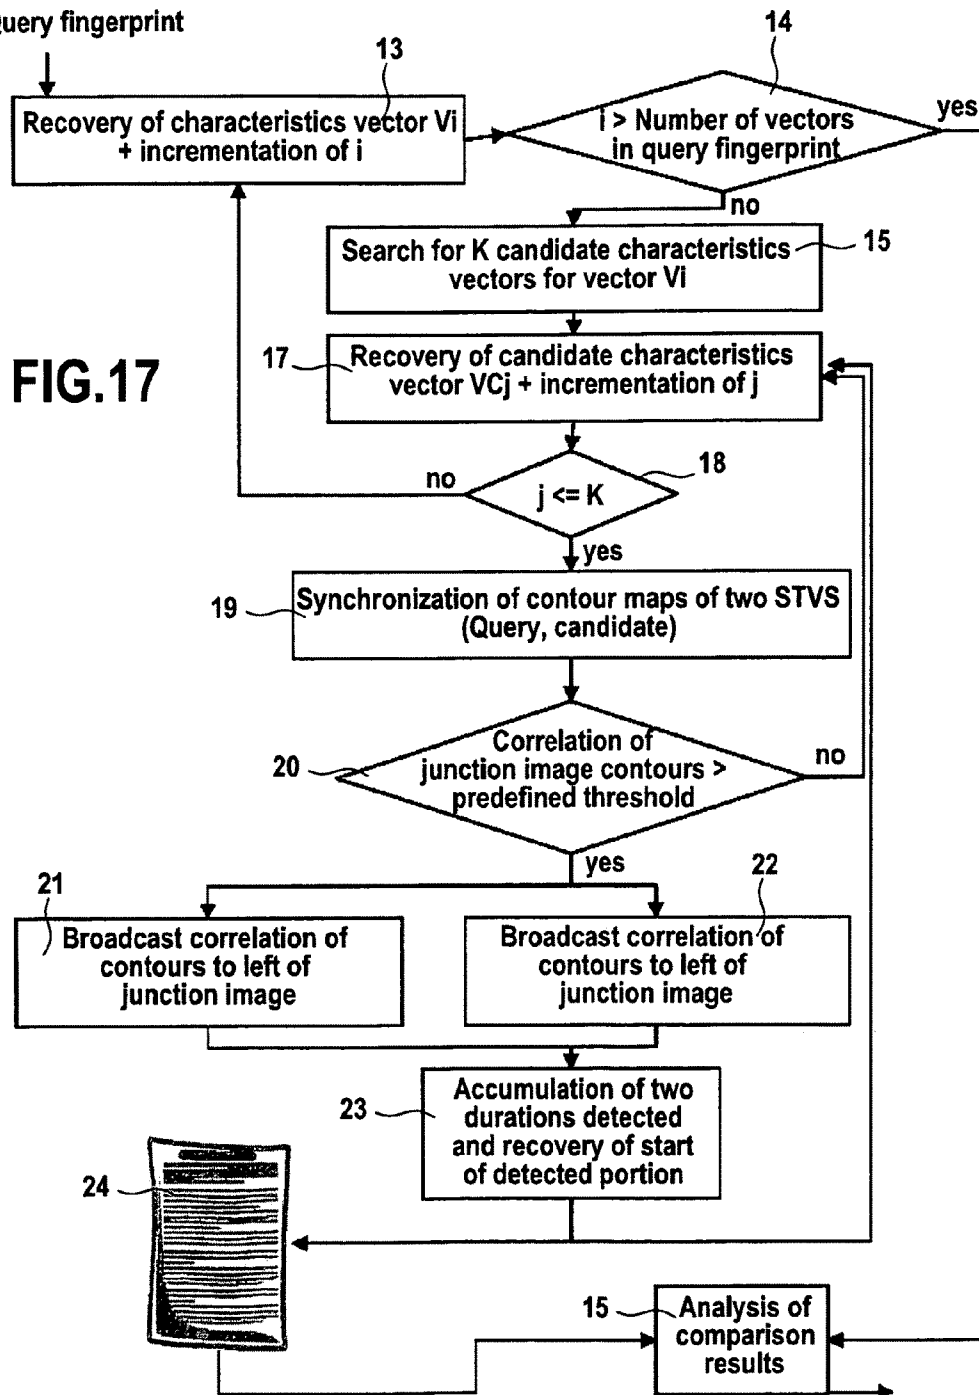 Query fingerprint
13
14
Recovery of characteristics vector Vi
+ incrementation of i
i > Number of vectors
in query fingerprint
yes
no
Search for K candidate characteristics
vectors for vector Vi
15
FIG.17
17
Recovery of candidate characteristics
vector VCj + incrementation of j
18
no
j <= K
yes
19
Synchronization of contour maps of two STVS
(Query, candidate)
20
Correlation of
junction image contours >
predefined threshold
no
yes
21
22
Broadcast correlation of
contours to left of
junction image
Broadcast correlation of
contours to left of
junction image
23
Accumulation of two
durations detected
and recovery of start
of detected portion
24
15
Analysis of
comparison
results